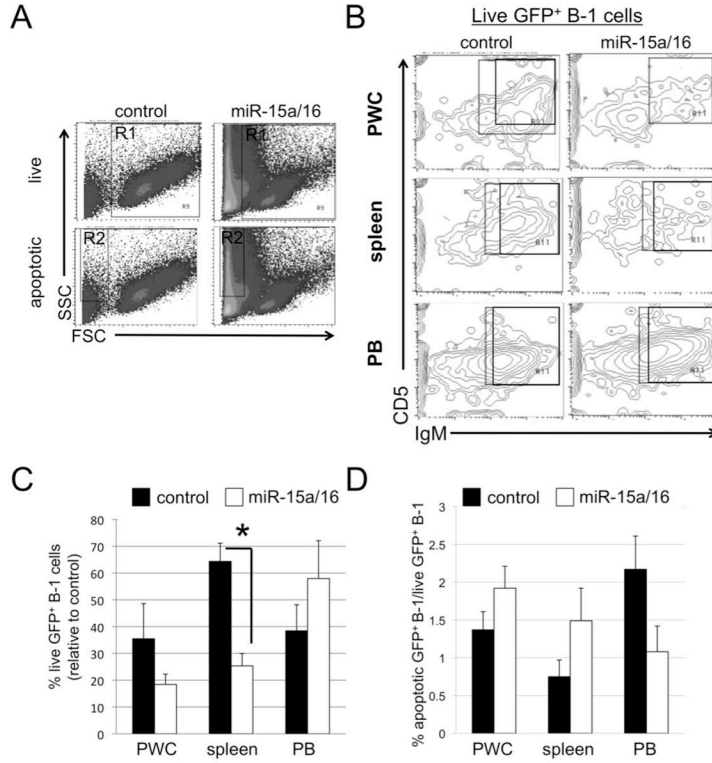 A
control
miR-15a/16
live
R1
R1
R9
apoptotic
R2
R2
SSC
FSC
B
Live GFP+ B-1 cells
control
miR-15a/16
PWC
R11
R11
spleen
R11
R11
PB
R11
R11
CD5
IgM
C
control
miR-15a/16
% live GFP+ B-1 cells
(relative to control)
80
70
60
50
40
30
20
10
0
*
PWC
spleen
PB
D
control
miR-15a/16
% apoptotic GFP+ B-1/live GFP+ B-1
3
2.5
2
1.5
1
0.5
0
PWC
spleen
PB